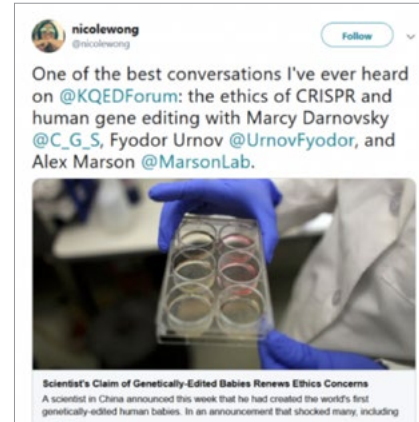 nicolewong
@nicolewong
Follow
One of the best conversations I've ever heard
on @KQEDForum: the ethics of CRISPR and
human gene editing with Marcy Darnovsky
@C_G_S, Fyodor Urnov @UrnovFyodor, and
Alex Marson @MarsonLab.
Scientist's Claim of Genetically-Edited Babies Renews Ethics Concerns
A scientist in China announced this week that he had created the world's first
genetically-edited human babies. In an announcement that shocked many, including